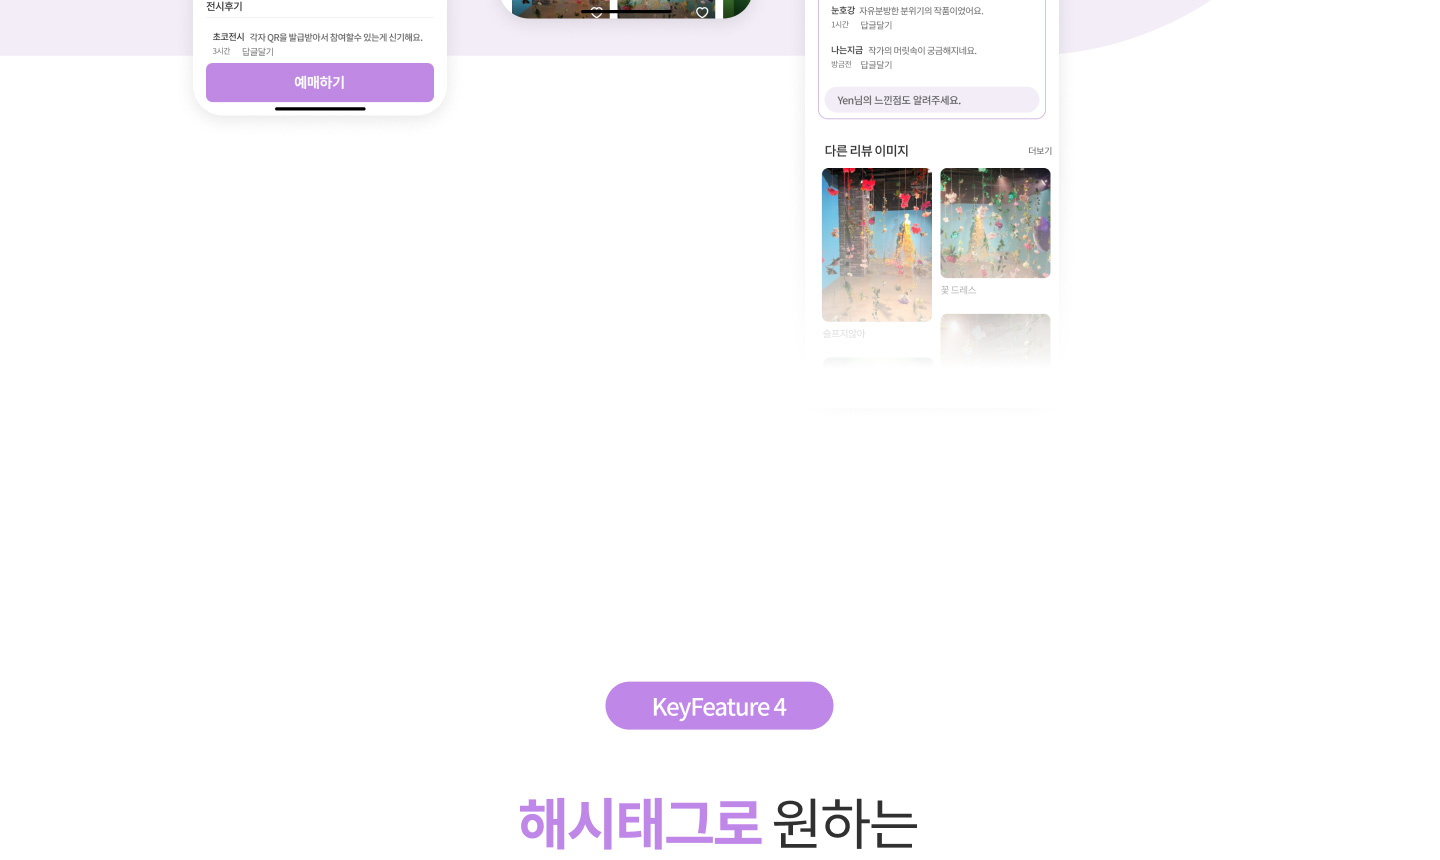 전시후기
초코전시 각자 QR을 발급받아서 참여할수 있는게 신기해요.
3시간 답글달기
예매하기
눈호강 자유분방한 분위기의 작품이었어요.
1시간 답글달기
나는지금 작가의 머릿속이 궁금해지네요.
방금전 답글달기
Yen님의 느낀점도 알려주세요.
다른 리뷰 이미지 더보기
꽃 드레스
슬프지않아
KeyFeature 4
해시태그로 원하는